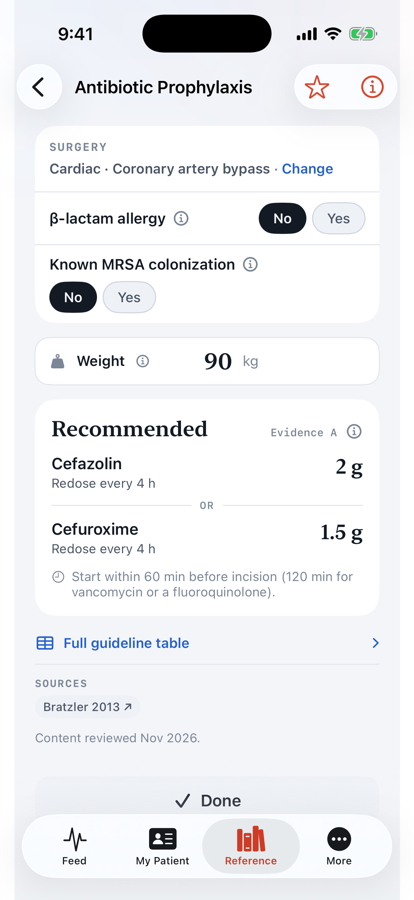 9:41
Antibiotic Prophylaxis
SURGERY
Cardiac · Coronary artery bypass · Change
β-lactam allergy
No
Yes
Known MRSA colonization
No
Yes
Weight
90 kg
Recommended
Evidence A
Cefazolin
2 g
Redose every 4 h
OR
Cefuroxime
1.5 g
Redose every 4 h
Start within 60 min before incision (120 min for
vancomycin or a fluoroquinolone).
Full guideline table
SOURCES
Bratzler 2013 ↗
Content reviewed Nov 2026.
Done
Feed
My Patient
Reference
More